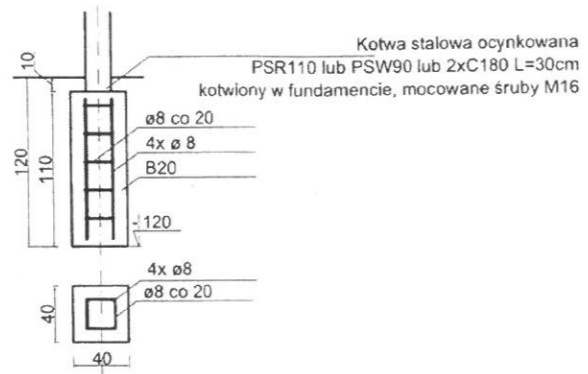 Kotwa stalowa ocynkowana
PSR110 lub PSW90 lub 2xC180 L=30cm
kotwiony w fundamencie, mocowane śruby M16
10
120
110
ø8 co 20
4x ø 8
B20
-120
4x ø8
ø8 co 20
40
40